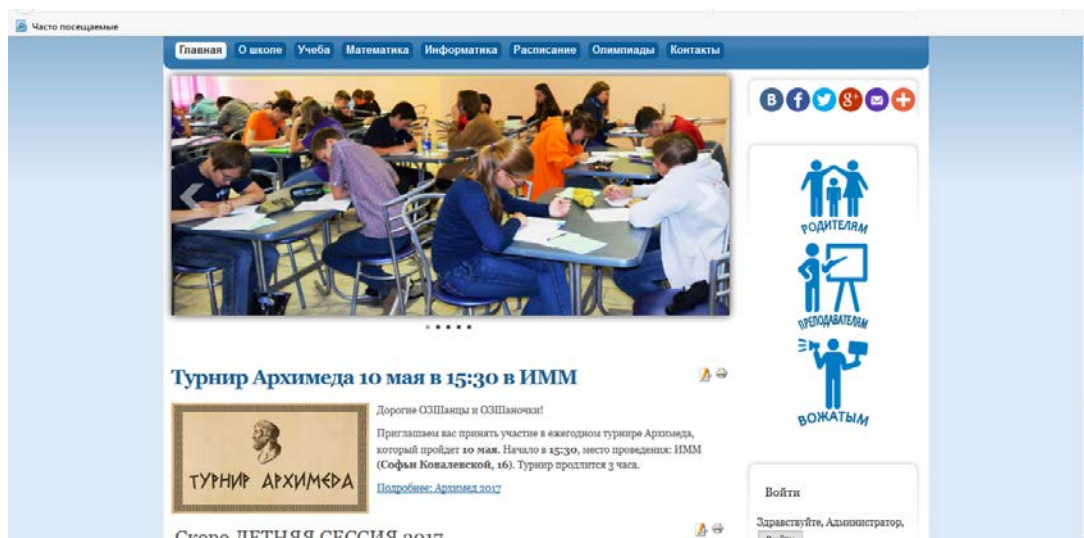 Часто посещаемые
Главная О школе Учеба Математика Информатика Расписание Олимпиады Контакты
РОДИТЕЛЯМ
ПРЕПОДАВАТЕЛЯМ
ВОЖАТЫМ
Турнир Архимеда 10 мая в 15:30 в ИММ
ТУРНИР АРХИМЕДА
Дорогие ОЗШанцы и ОЗШаночки!
Приглашаем вас принять участие в ежегодном турнире Архимеда,
который пройдет 10 мая. Начало в 15:30, место проведения: ИММ
(Софьи Ковалевской, 16). Турнир продлится 3 часа.
Подробнее: Архимед 2017
Войти
Здравствуйте, Администратор,
Скоро ЛЕТНЯЯ СЕССИЯ 2017